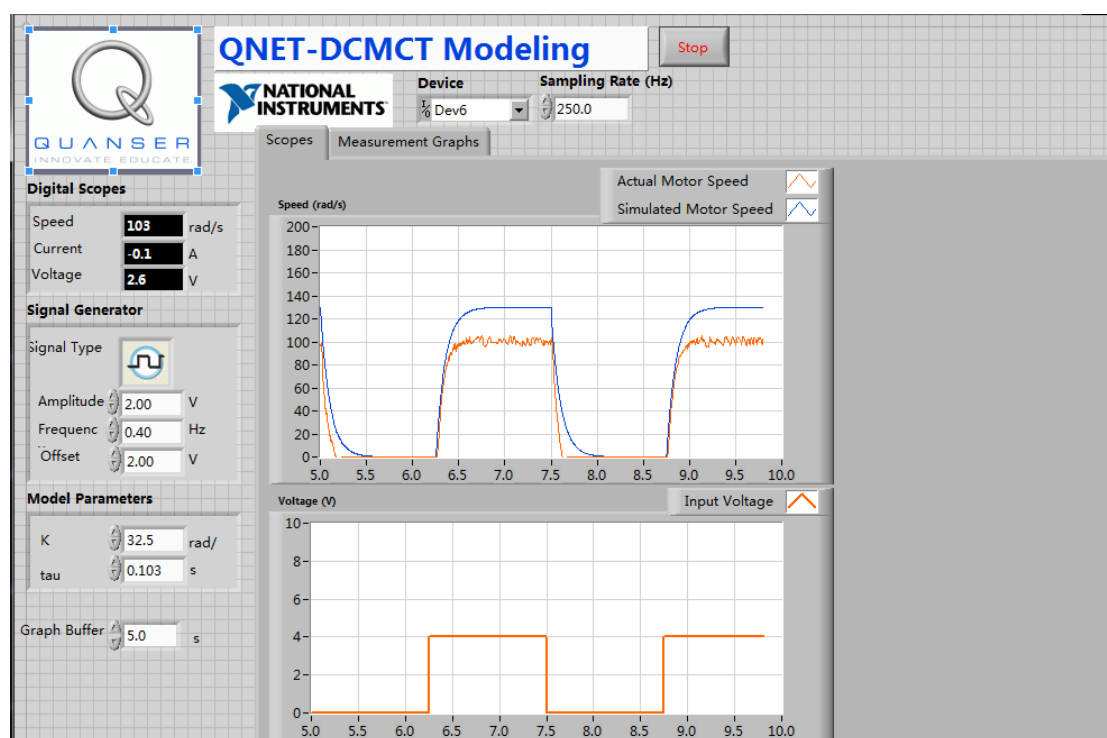 QNET-DCMCT Modeling
Stop
QUANSER
INNOVATE. EDUCATE.
NATIONAL
INSTRUMENTS
Device
Sampling Rate (Hz)
I/O Dev6
250.0
Scopes
Measurement Graphs
Digital Scopes
Speed 103 rad/s
Current -0.1 A
Voltage 2.6 V
Signal Generator
Signal Type
Amplitude 2.00 V
Frequenc 0.40 Hz
Offset 2.00 V
Model Parameters
K 32.5 rad/
tau 0.103 s
Graph Buffer 5.0 s
Actual Motor Speed
Simulated Motor Speed
Speed (rad/s)
200
180
160
140
120
100
80
60
40
20
0
5.0 5.5 6.0 6.5 7.0 7.5 8.0 8.5 9.0 9.5 10.0
Voltage (V)
Input Voltage
10
8
6
4
2
0
5.0 5.5 6.0 6.5 7.0 7.5 8.0 8.5 9.0 9.5 10.0